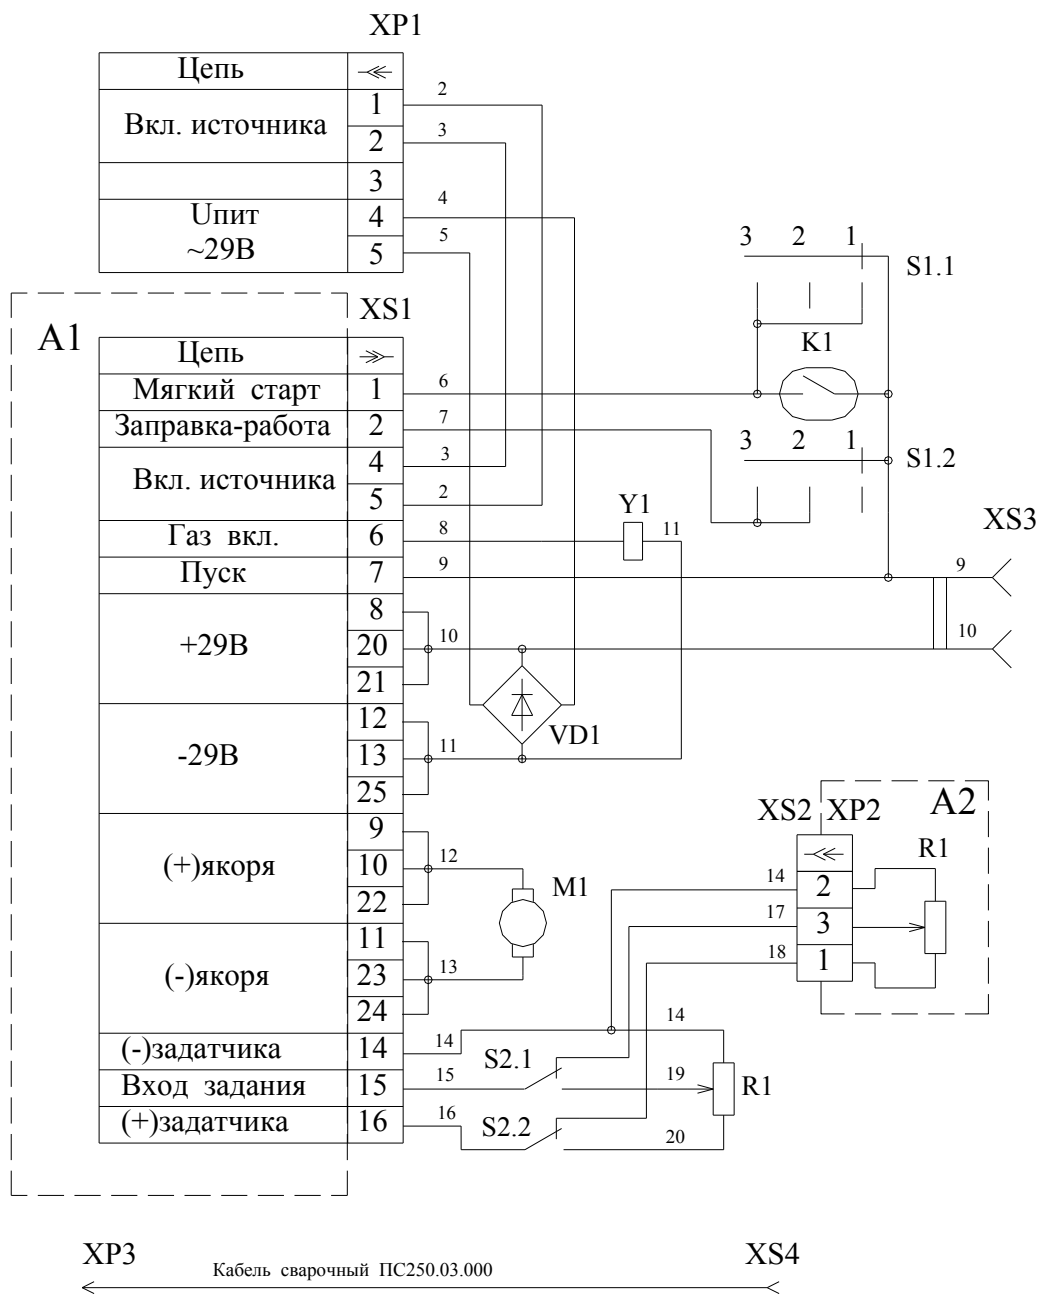 XP1
Цепь
1 2
Вкл. источника
2 3
3
Uпит 4 4
~29В 5 5
3 2 1
S1.1
A1
XS1
K1
Цепь
Мягкий старт 1 6
Заправка-работа 2 7
3 2 1
S1.2
4 3
Вкл. источника
5 2
Y1
11
XS3
Газ вкл. 6 8
Пуск 7 9
9
8
+29В 20 10
10
21
12
-29В 13 11
25
VD1
XS2 XP2 A2
R1
9
(+)якоря 10 12
22
M1
14 2
17 3
18 1
11
(-)якоря 23 13
24
14
(-)задатчика 14 14
S2.1
Вход задания 15 15
19
R1
(+)задатчика 16 16
S2.2
20
XP3 XS4
Кабель сварочный ПС250.03.000